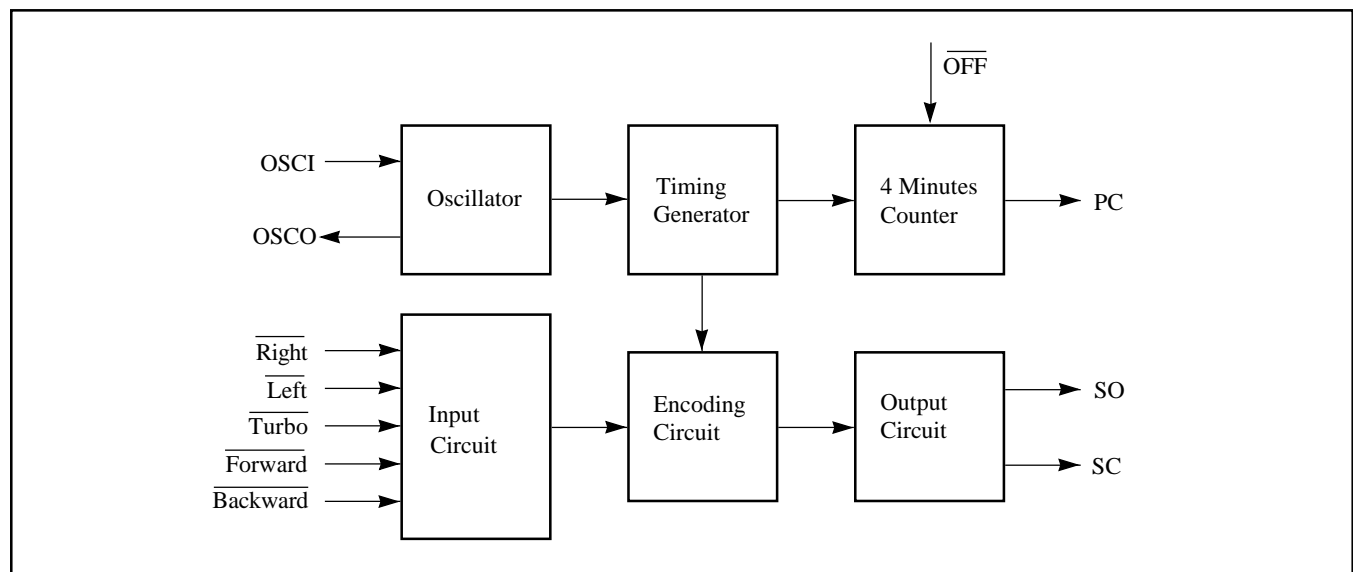 OFF
OSCI
OSCO
Oscillator
Timing
Generator
4 Minutes
Counter
PC
Right
Left
Turbo
Forward
Backward
Input
Circuit
Encoding
Circuit
Output
Circuit
SO
SC